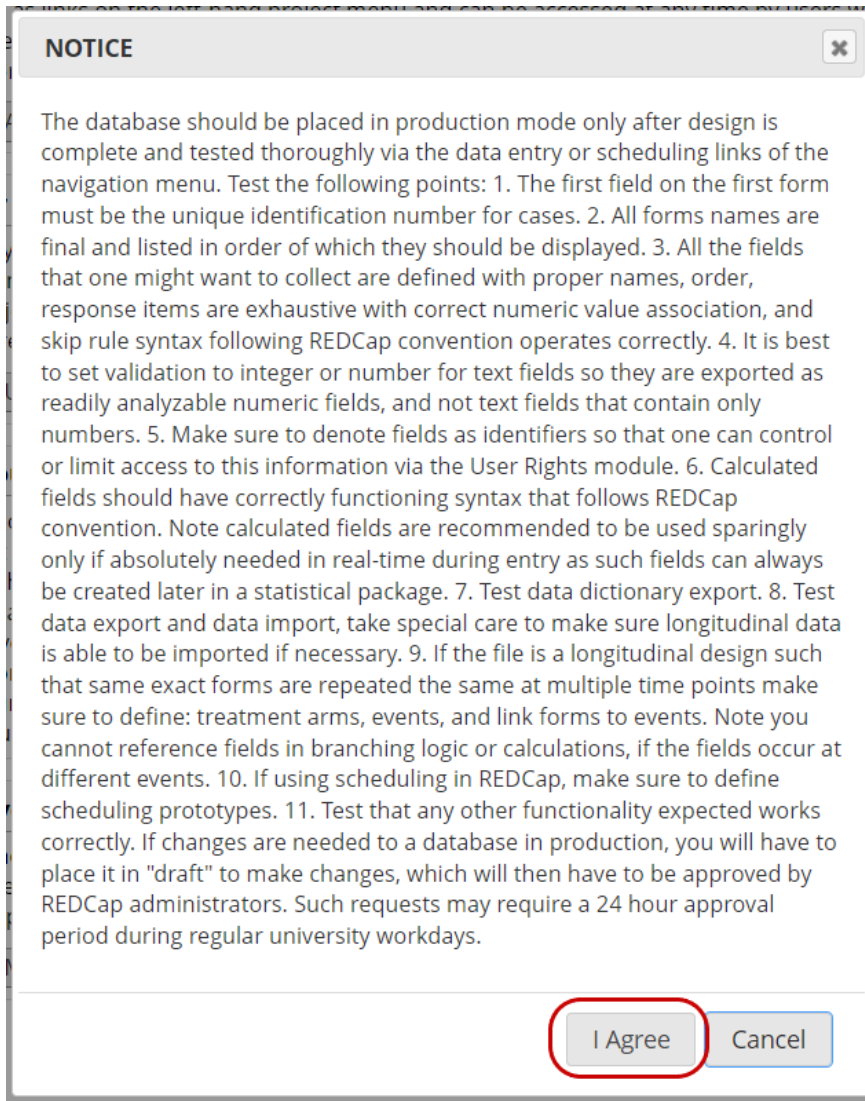 NOTICE
The database should be placed in production mode only after design is
complete and tested thoroughly via the data entry or scheduling links of the
navigation menu. Test the following points: 1. The first field on the first form
must be the unique identification number for cases. 2. All forms names are
final and listed in order of which they should be displayed. 3. All the fields
that one might want to collect are defined with proper names, order,
response items are exhaustive with correct numeric value association, and
skip rule syntax following REDCap convention operates correctly. 4. It is best
to set validation to integer or number for text fields so they are exported as
readily analyzable numeric fields, and not text fields that contain only
numbers. 5. Make sure to denote fields as identifiers so that one can control
or limit access to this information via the User Rights module. 6. Calculated
fields should have correctly functioning syntax that follows REDCap
convention. Note calculated fields are recommended to be used sparingly
only if absolutely needed in real-time during entry as such fields can always
be created later in a statistical package. 7. Test data dictionary export. 8. Test
data export and data import, take special care to make sure longitudinal data
is able to be imported if necessary. 9. If the file is a longitudinal design such
that same exact forms are repeated the same at multiple time points make
sure to define: treatment arms, events, and link forms to events. Note you
cannot reference fields in branching logic or calculations, if the fields occur at
different events. 10. If using scheduling in REDCap, make sure to define
scheduling prototypes. 11. Test that any other functionality expected works
correctly. If changes are needed to a database in production, you will have to
place it in "draft" to make changes, which will then have to be approved by
REDCap administrators. Such requests may require a 24 hour approval
period during regular university workdays.
I Agree Cancel